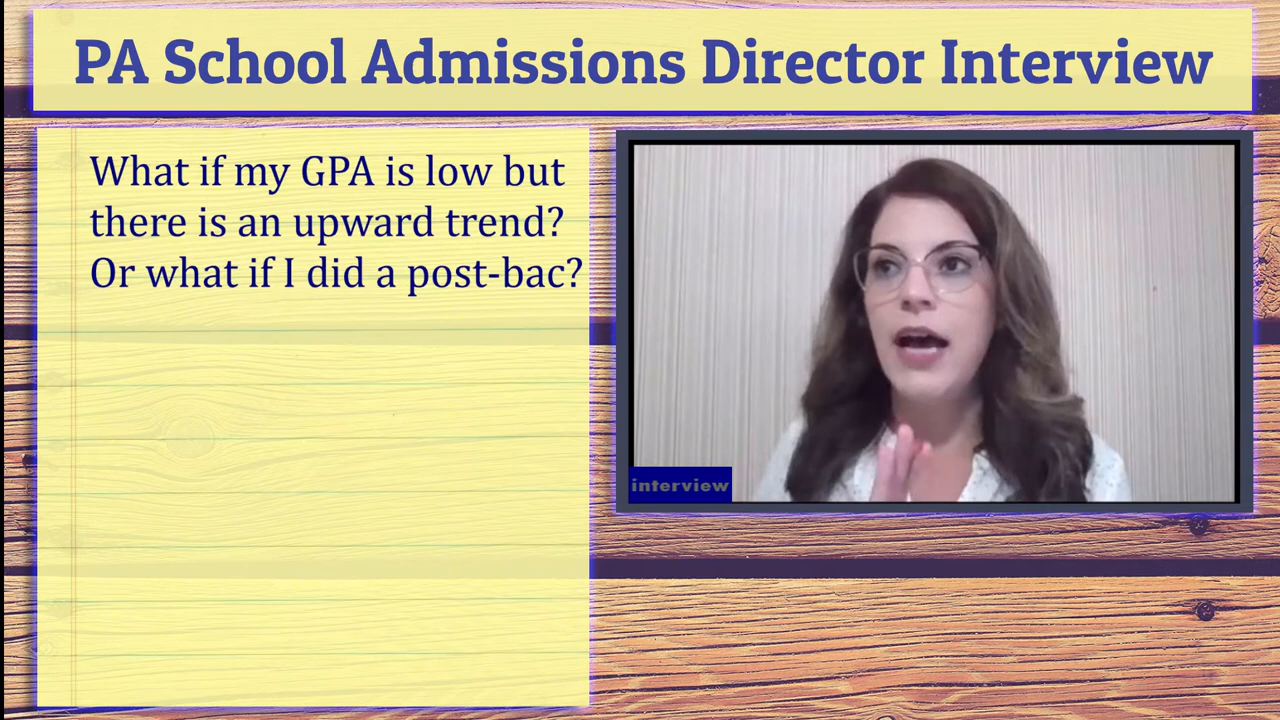 PA School Admissions Director Interview
What if my GPA is low but
there is an upward trend?
Or what if I did a post-bac?
interview